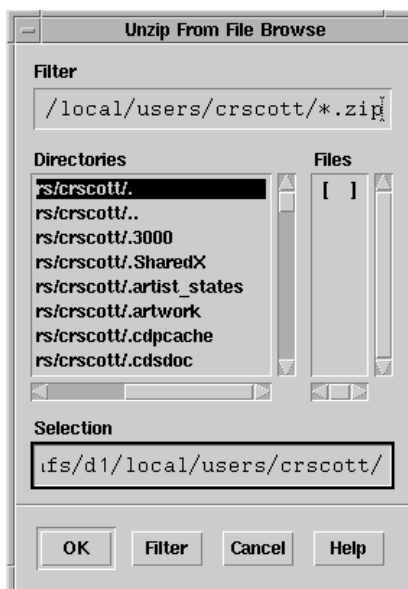 Unzip From File Browse
Filter
/local/users/crscott/*.zip
Directories Files
rs/crscott/. [ ]
rs/crscott/..
rs/crscott/.3000
rs/crscott/.SharedX
rs/crscott/.artist_states
rs/crscott/.artwork
rs/crscott/.cdpcache
rs/crscott/.cdsdoc
Selection
fs/d1/local/users/crscott/
OK Filter Cancel Help